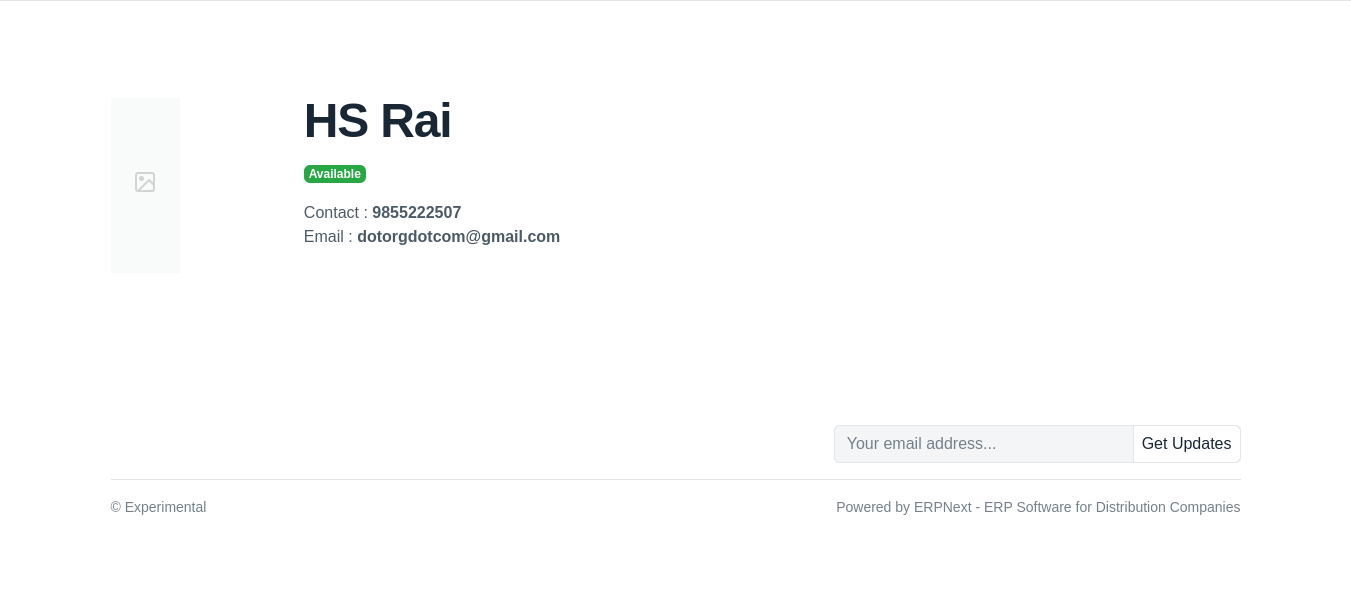 HS Rai
Available
Contact : 9855222507
Email : dotorgdotcom@gmail.com
Your email address... Get Updates
© Experimental Powered by ERPNext - ERP Software for Distribution Companies